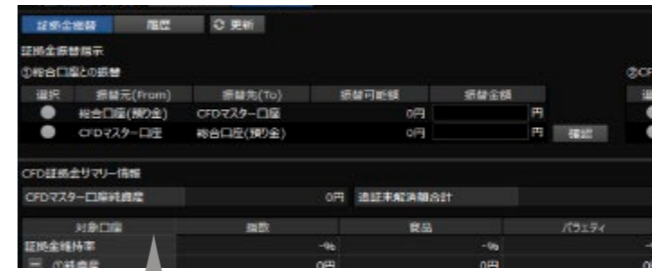 証拠金振替 履歴 更新
証拠金振替指示
①総合口座との振替 ②CF
選択 振替元(From) 振替先(To) 振替可能額 振替金額
総合口座(預り金) CFDマスター口座 0円 円
CFDマスター口座 総合口座(預り金) 0円 円 確認
CFD証拠金サマリー情報
CFDマスター口座純資産 0円 追証未解消額合計
対象口座 指数 商品 バラエティ
証拠金維持率 -% -%
①純資産 0円 0円